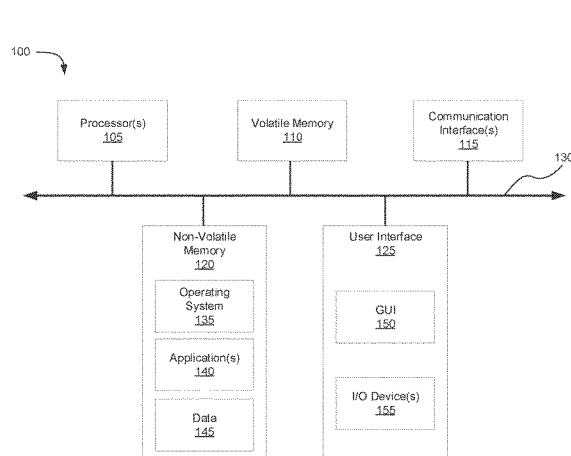 100
Processor(s)
105
Volatile Memory
110
Communication
Interface(s)
115
130
Non-Volatile
Memory
120
Operating
System
135
Application(s)
140
Data
145
User Interface
125
GUI
150
I/O Device(s)
155